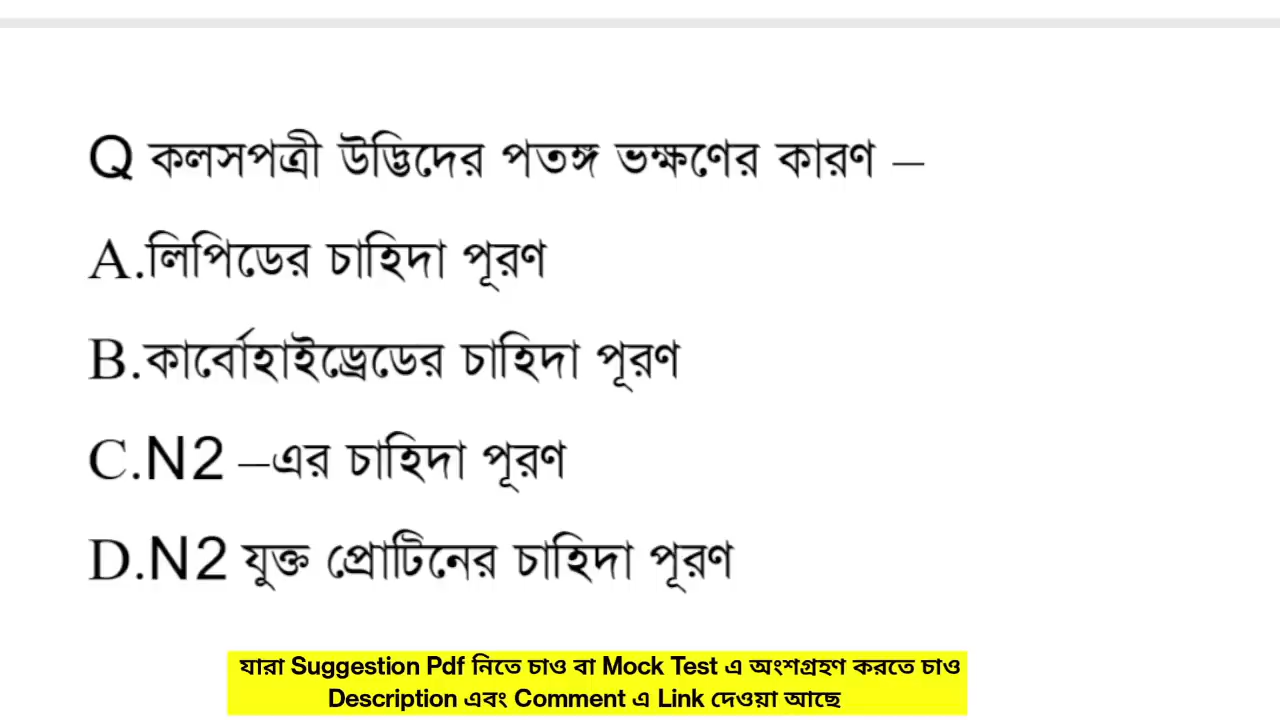 Q কলসপত্রী উদ্ভিদের পতঙ্গ ভক্ষণের কারণ –
A.লিপিডের চাহিদা পূরণ
B.কার্বোহাইড্রেডের চাহিদা পূরণ
C.N2 –এর চাহিদা পূরণ
D.N2 যুক্ত প্রোটিনের চাহিদা পূরণ
যারা Suggestion Pdf নিতে চাও বা Mock Test এ অংশগ্রহণ করতে চাও
Description এবং Comment এ Link দেওয়া আছে